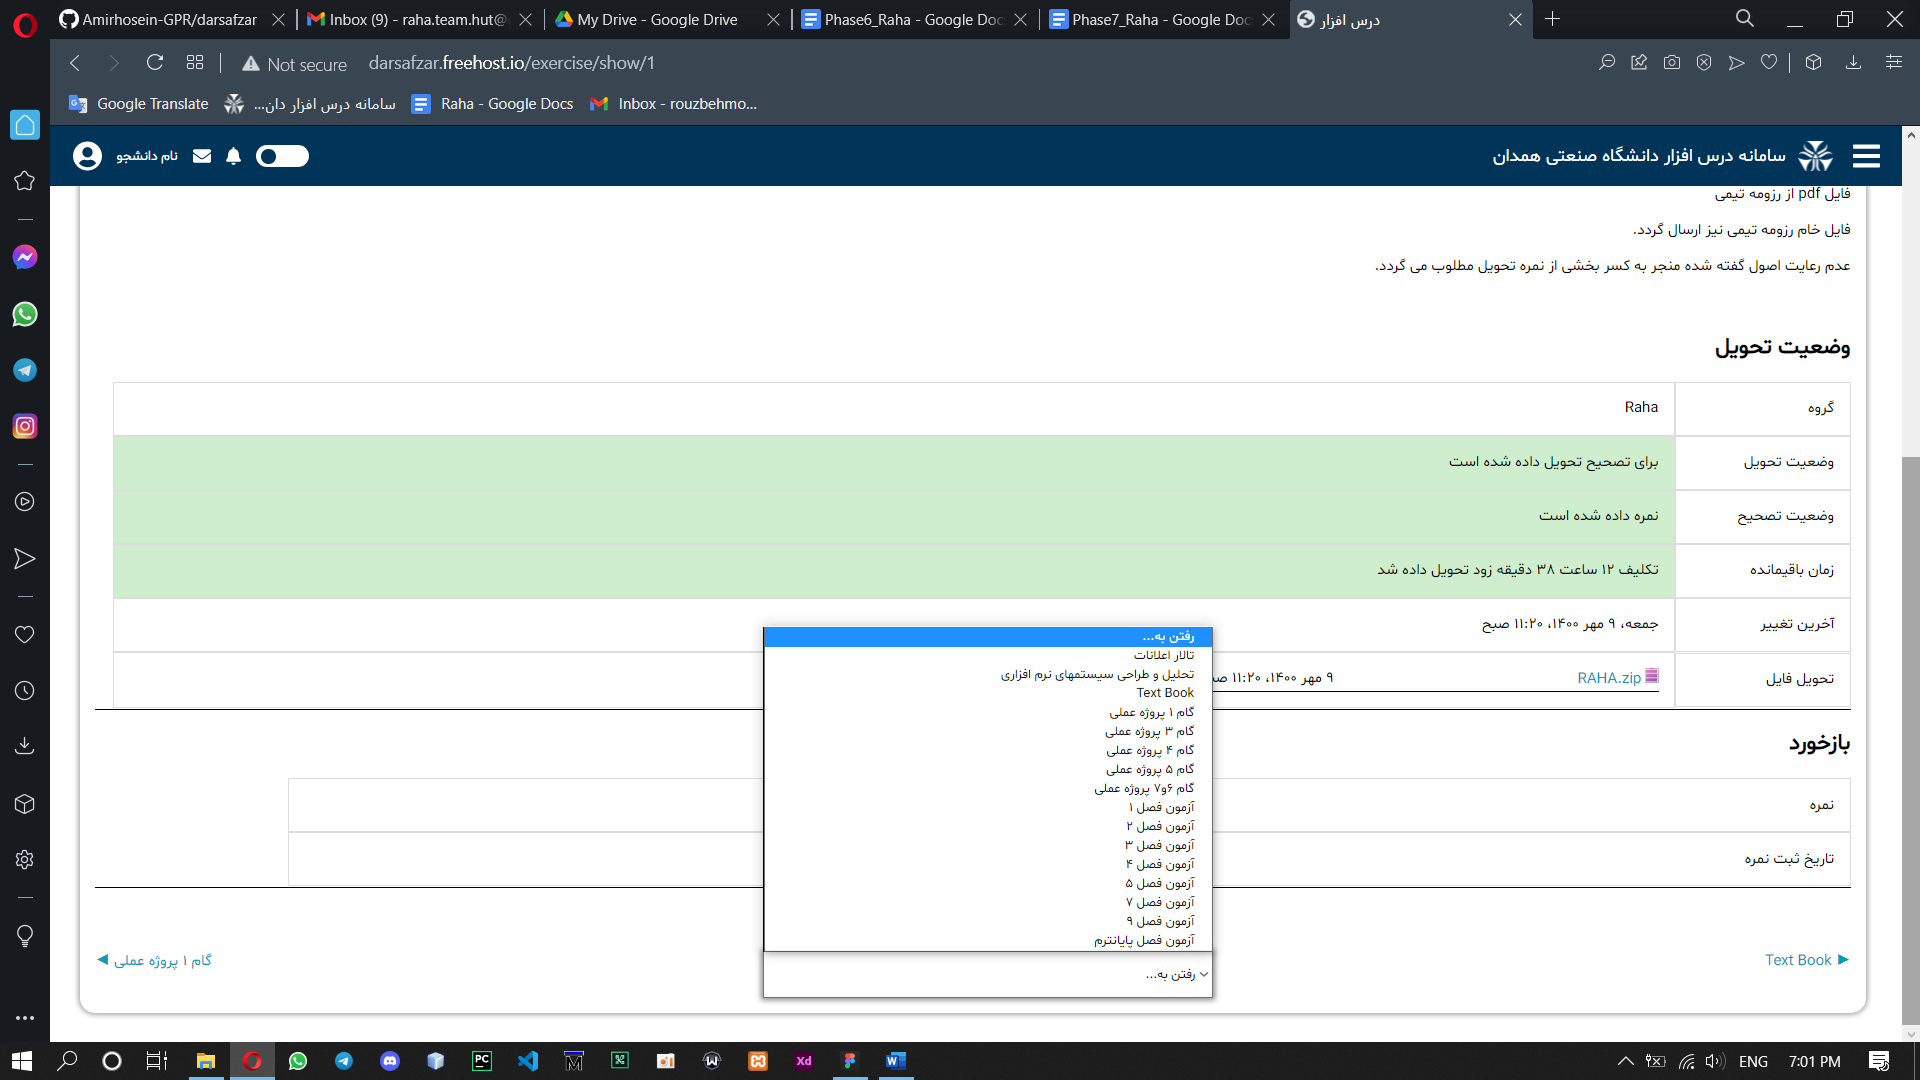 Amirhosein-GPR/darsafzar
Inbox (9) - raha.team.hut@
My Drive - Google Drive
Phase6_Raha - Google Doc
Phase7_Raha - Google Doc
درس افزار
Not secure
darsafzar.freehost.io/exercise/show/1
Google Translate
سامانه درس افزار دان...
Raha - Google Docs
Inbox - rouzbehmo...
سامانه درس افزار دانشگاه صنعتی همدان
نام دانشجو
فایل pdf از رزومه تیمی
فایل خام رزومه تیمی نیز ارسال گردد.
عدم رعایت اصول گفته شده منجر به کسر بخشی از نمره تحویل مطلوب می گردد.
وضعیت تحویل
گروه
Raha
وضعیت تحویل
برای تصحیح تحویل داده شده است
وضعیت تصحیح
نمره داده شده است
زمان باقیمانده
تکلیف ۱۲ ساعت ۳۸ دقیقه زود تحویل داده شد
آخرین تغییر
جمعه، ۹ مهر ۱۴۰۰، ۱۱:۲۰ صبح
تحویل فایل
RAHA.zip
۹ مهر ۱۴۰۰، ۱۱:۲۰
رفتن به...
تالار اعلانات
تحلیل و طراحی سیستمهای نرم افزاری
Text Book
گام ۱ پروژه عملی
گام ۳ پروژه عملی
گام ۴ پروژه عملی
گام ۵ پروژه عملی
گام ۶و۷ پروژه عملی
آزمون فصل ۱
آزمون فصل ۲
آزمون فصل ۳
آزمون فصل ۴
آزمون فصل ۵
آزمون فصل ۷
آزمون فصل ۹
آزمون فصل پایانترم
بازخورد
نمره
تاریخ ثبت نمره
Text Book
رفتن به...
گام ۱ پروژه عملی
ENG
7:01 PM